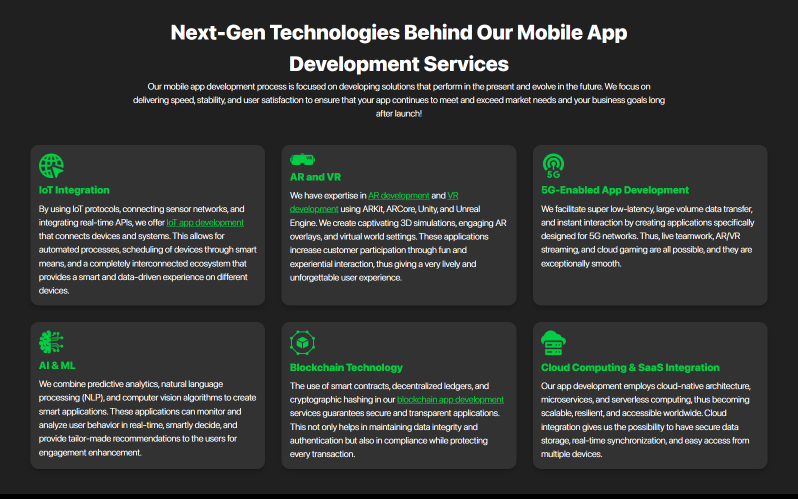 Next-Gen Technologies Behind Our Mobile App
Development Services
Our mobile app development process is focused on developing solutions that perform in the present and evolve in the future. We focus on
delivering speed, stability, and user satisfaction to ensure that your app continues to meet and exceed market needs and your business goals long
after launch!
IoT Integration
By using IoT protocols, connecting sensor networks, and
integrating real-time APIs, we offer IoT app development
that connects devices and systems. This allows for
automated processes, scheduling of devices through smart
means, and a completely interconnected ecosystem that
provides a smart and data-driven experience on different
devices.
AR and VR
We have expertise in AR development and VR
development using ARKit, ARCore, Unity, and Unreal
Engine. We create captivating 3D simulations, engaging AR
overlays, and virtual world settings. These applications
increase customer participation through fun and
experiential interaction, thus giving a very lively and
unforgettable user experience.
5G
5G-Enabled App Development
We facilitate super low-latency, large volume data transfer,
and instant interaction by creating applications specifically
designed for 5G networks. Thus, live teamwork, AR/VR
streaming, and cloud gaming are all possible, and they are
exceptionally smooth.
AI & ML
We combine predictive analytics, natural language
processing (NLP), and computer vision algorithms to create
smart applications. These applications can monitor and
analyze user behavior in real-time, smartly decide, and
provide tailor-made recommendations to the users for
engagement enhancement.
Blockchain Technology
The use of smart contracts, decentralized ledgers, and
cryptographic hashing in our blockchain app development
services guarantees secure and transparent applications.
This not only helps in maintaining data integrity and
authentication but also in compliance while protecting
every transaction.
Cloud Computing & SaaS Integration
Our app development employs cloud-native architecture,
microservices, and serverless computing, thus becoming
scalable, resilient, and accessible worldwide. Cloud
integration gives us the possibility to have secure data
storage, real-time synchronization, and easy access from
multiple devices.